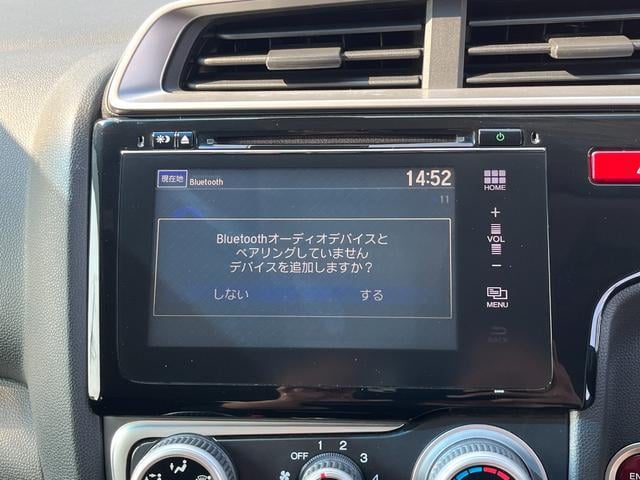 現在地 Bluetooth 14:52
11
HOME
Bluetoothオーディオデバイスと
ペアリングしていません
デバイスを追加しますか？
しない する
+
VOL
−
MENU
BACK
OFF 1 2 3 4